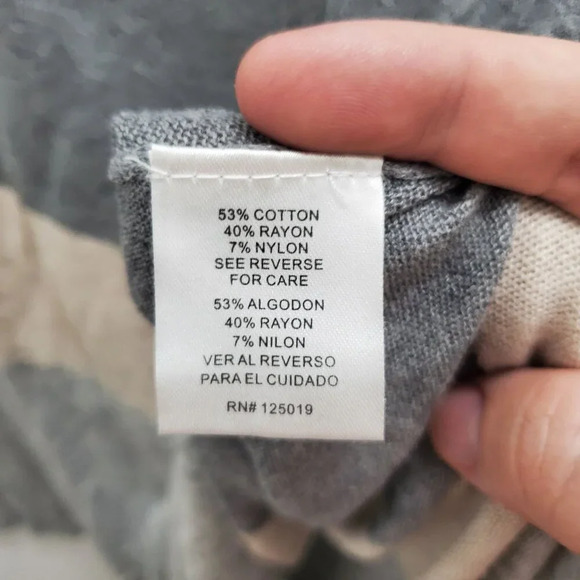 53% COTTON
40% RAYON
7% NYLON
SEE REVERSE
FOR CARE
53% ALGODON
40% RAYON
7% NILON
VER AL REVERSO
PARA EL CUIDADO
RN# 125019